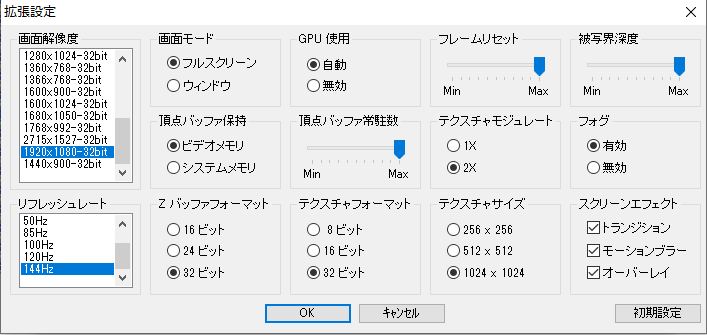 拡張設定
画面解像度
1280x1024-32bit
1360x768-32bit
1366x768-32bit
1600x900-32bit
1600x1024-32bit
1680x1050-32bit
1768x992-32bit
2715x1527-32bit
1920x1080-32bit
1440x900-32bit
画面モード
フルスクリーン
ウィンドウ
GPU 使用
自動
無効
フレームリセット
Min Max
被写界深度
Min Max
頂点バッファ保持
ビデオメモリ
システムメモリ
頂点バッファ常駐数
Min Max
テクスチャモジュレート
1X
2X
フォグ
有効
無効
リフレッシュレート
50Hz
85Hz
100Hz
120Hz
144Hz
Z バッファフォーマット
16 ビット
24 ビット
32 ビット
テクスチャフォーマット
8 ビット
16 ビット
32 ビット
テクスチャサイズ
256 x 256
512 x 512
1024 x 1024
スクリーンエフェクト
トランジション
モーションブラー
オーバーレイ
OK
キャンセル
初期設定